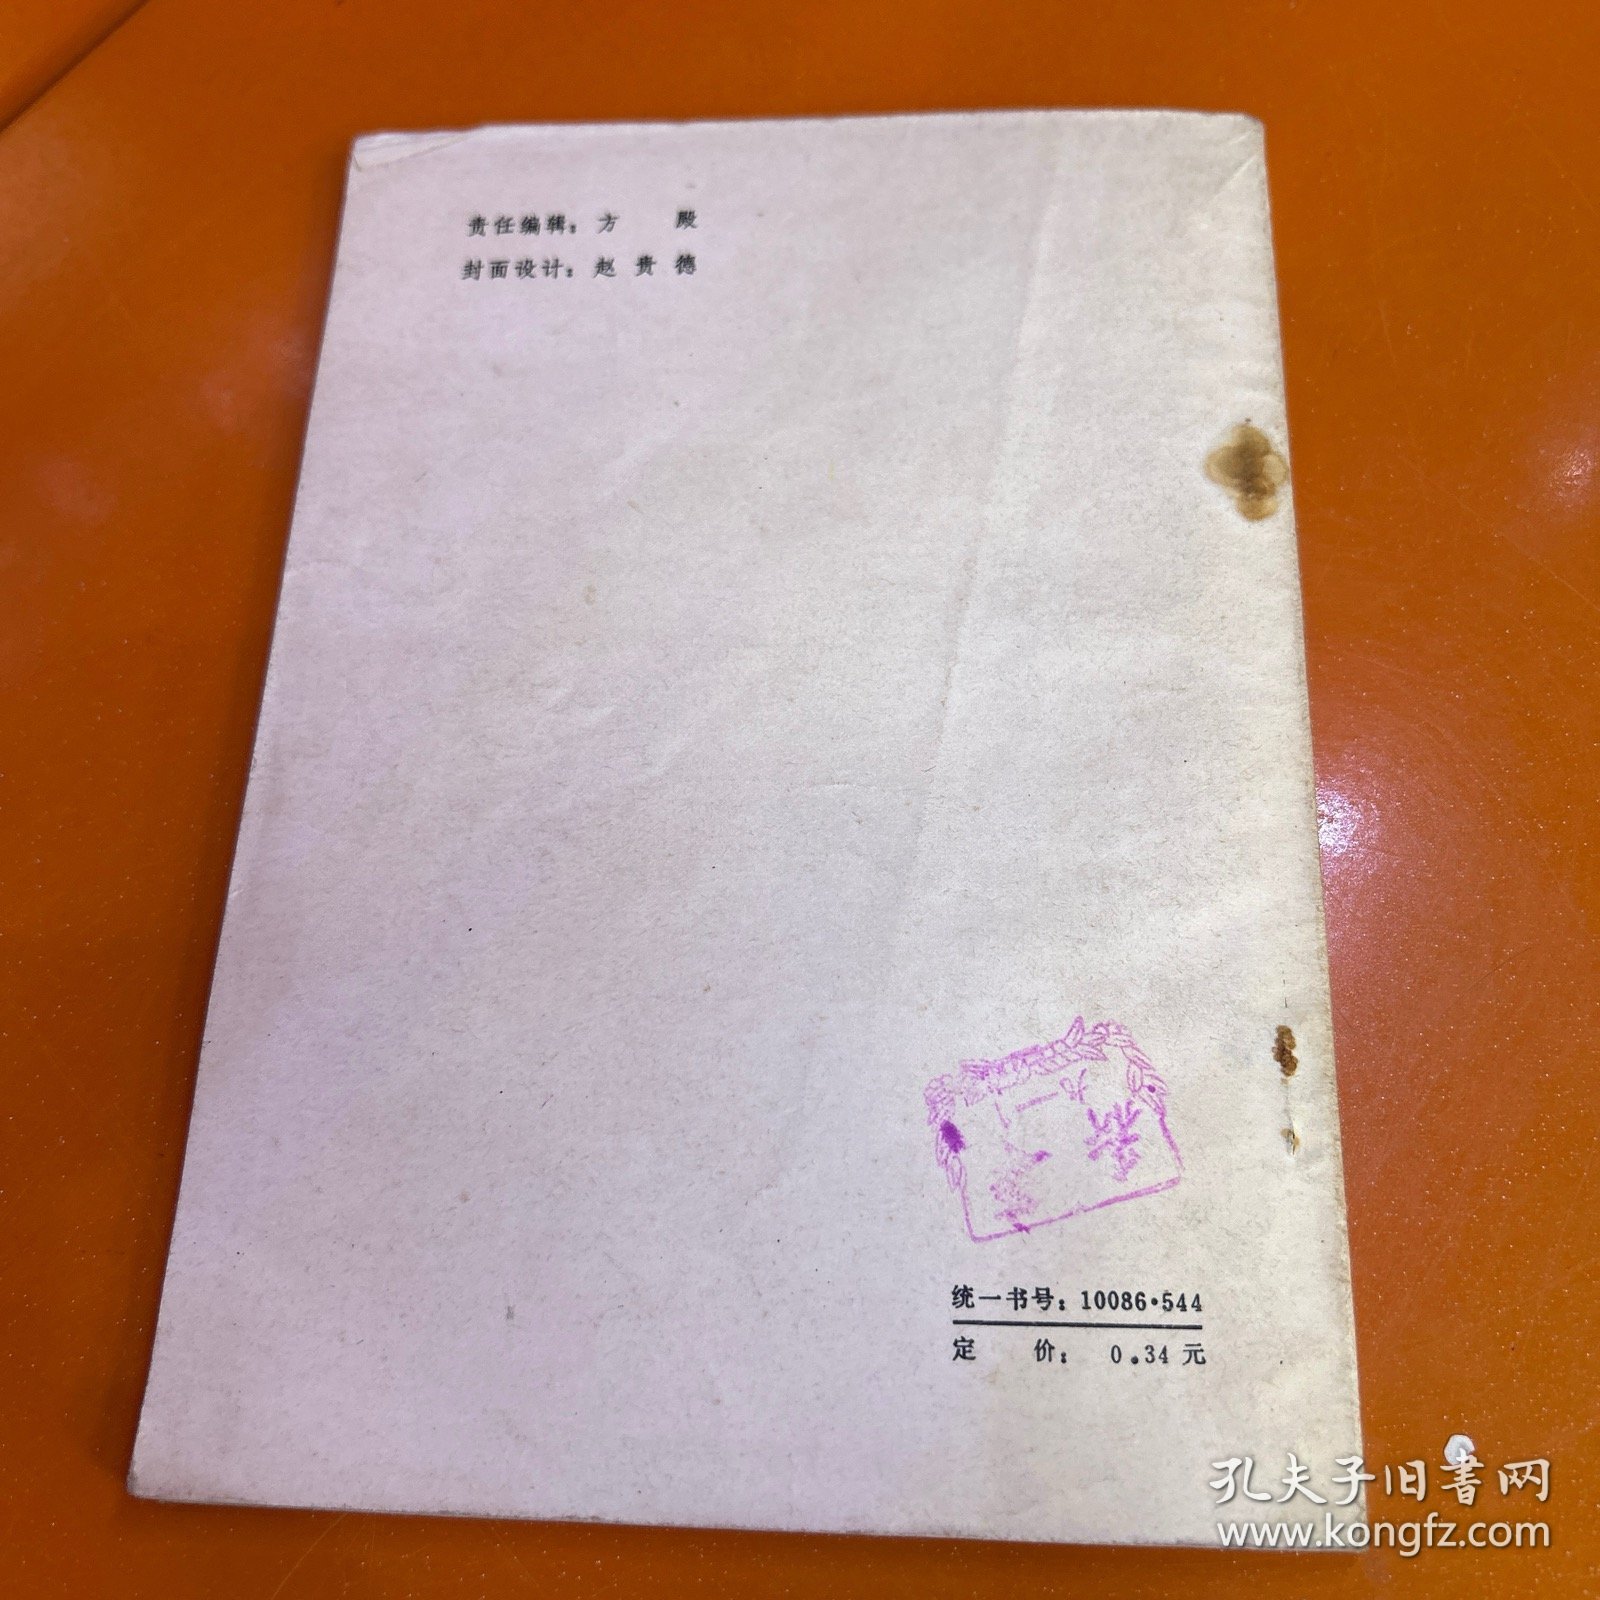 责任编辑：方 殿
封面设计：赵贵德
统一书号：10086·544
定 价：0.34元
孔夫子旧书网
www.kongfz.com